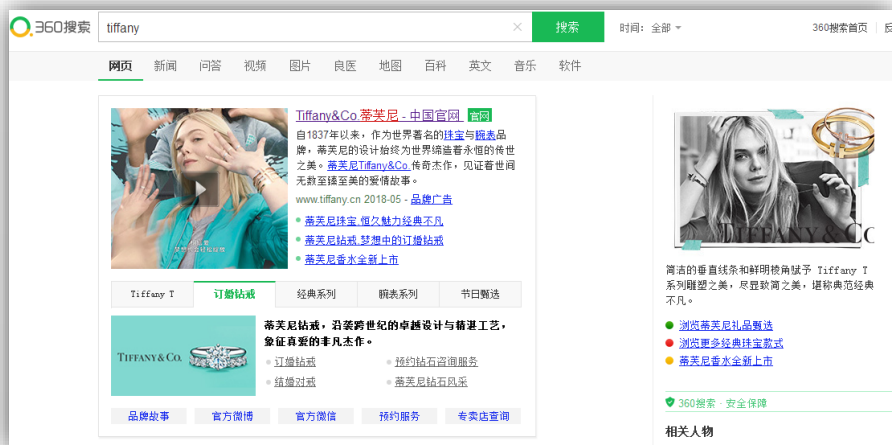 360搜索
tiffany
×
搜索
时间: 全部
360搜索首页
网页 新闻 问答 视频 图片 良医 地图 百科 英文 音乐 软件
Tiffany&Co.蒂芙尼 - 中国官网 官网
自1837年以来,作为世界著名的珠宝与腕表品
牌,蒂芙尼的设计始终为世界缔造着永恒的传世
之美。蒂芙尼Tiffany&Co.传奇杰作,见证着世间
无数至臻至美的爱情故事。
www.tiffany.cn 2018-05 - 品牌广告
蒂芙尼珠宝,恒久魅力经典不凡
蒂芙尼钻戒,梦想中的订婚钻戒
蒂芙尼香水全新上市
Tiffany T 订婚钻戒 经典系列 腕表系列 节日甄选
TIFFANY & CO.
蒂芙尼钻戒,沿袭跨世纪的卓越设计与精湛工艺,
象征真爱的非凡杰作。
订婚钻戒 预约钻石咨询服务
结婚对戒 蒂芙尼钻石风采
品牌故事 官方微博 官方微信 预约服务 专卖店查询
TIFFANY & CO
简洁的垂直线条和鲜明棱角赋予 Tiffany T
系列雕塑之美,尽显致简之美,堪称典范经典
不凡。
浏览蒂芙尼礼品甄选
浏览更多经典珠宝款式
蒂芙尼香水全新上市
360搜索 · 安全保障
相关人物